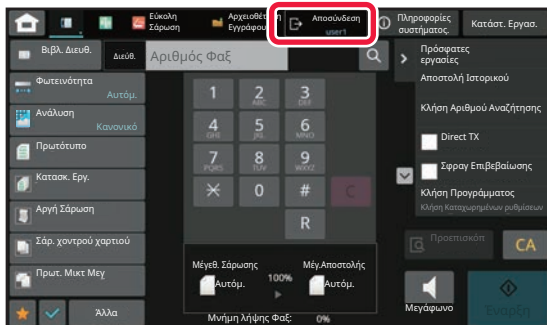 Εύκολη
Σάρωση
Αρχειοθέτ
Εγγράφου
Αποσύνδεση
user1
Πληροφορίες
συστήματος.
Κατάστ. Εργασ.
Βιβλ. Διευθ.
Διεύθ.
Αριθμός Φαξ
Πρόσφατες
εργασίες
Αποστολή Ιστορικού
Κλήση Αριθμού Αναζήτησης
Direct TX
Σφραγ Επιβεβαίωσης
Κλήση Προγράμματος
Κλήση Καταχωρημένων ρυθμίσεων
Φωτεινότητα
Αυτόμ.
Ανάλυση
Κανονικό
Πρωτότυπο
Κατασκ. Εργ.
Αργή Σάρωση
Σάρ. χοντρού χαρτιού
Πρωτ. Μικτ Μεγ
Άλλα
1 2 3
ABC DEF
4 5 6
GHI JKL MNO
7 8 9
PQRS TUV WXYZ
0 # C
R
Μέγεθ. Σάρωσης
Αυτόμ.
100%
Μέγ.Αποστολής
Αυτόμ.
Μνήμη λήψης Φαξ: 0%
Προεπισκόπ
CA
Μεγάφωνο
Έναρξη